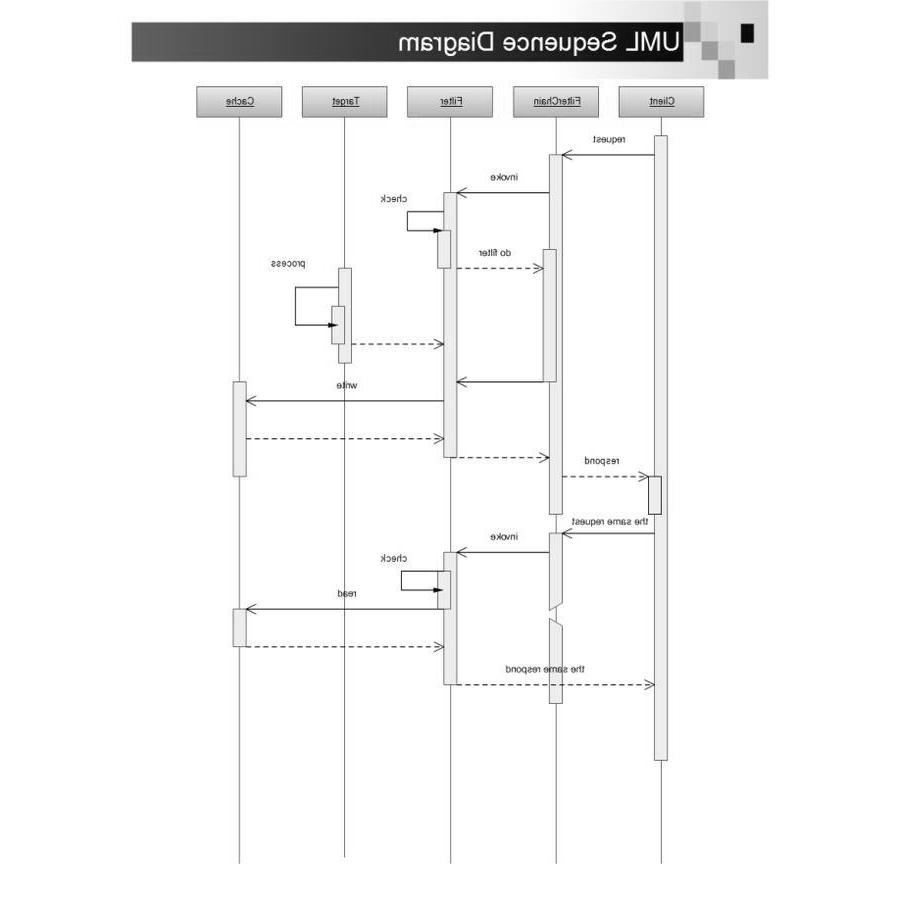 UML Sequence Diagram
Client
FilterChain
Filter
Target
Cache
request
invoke
check
do filter
process
write
respond
the same request
invoke
check
read
the same respond